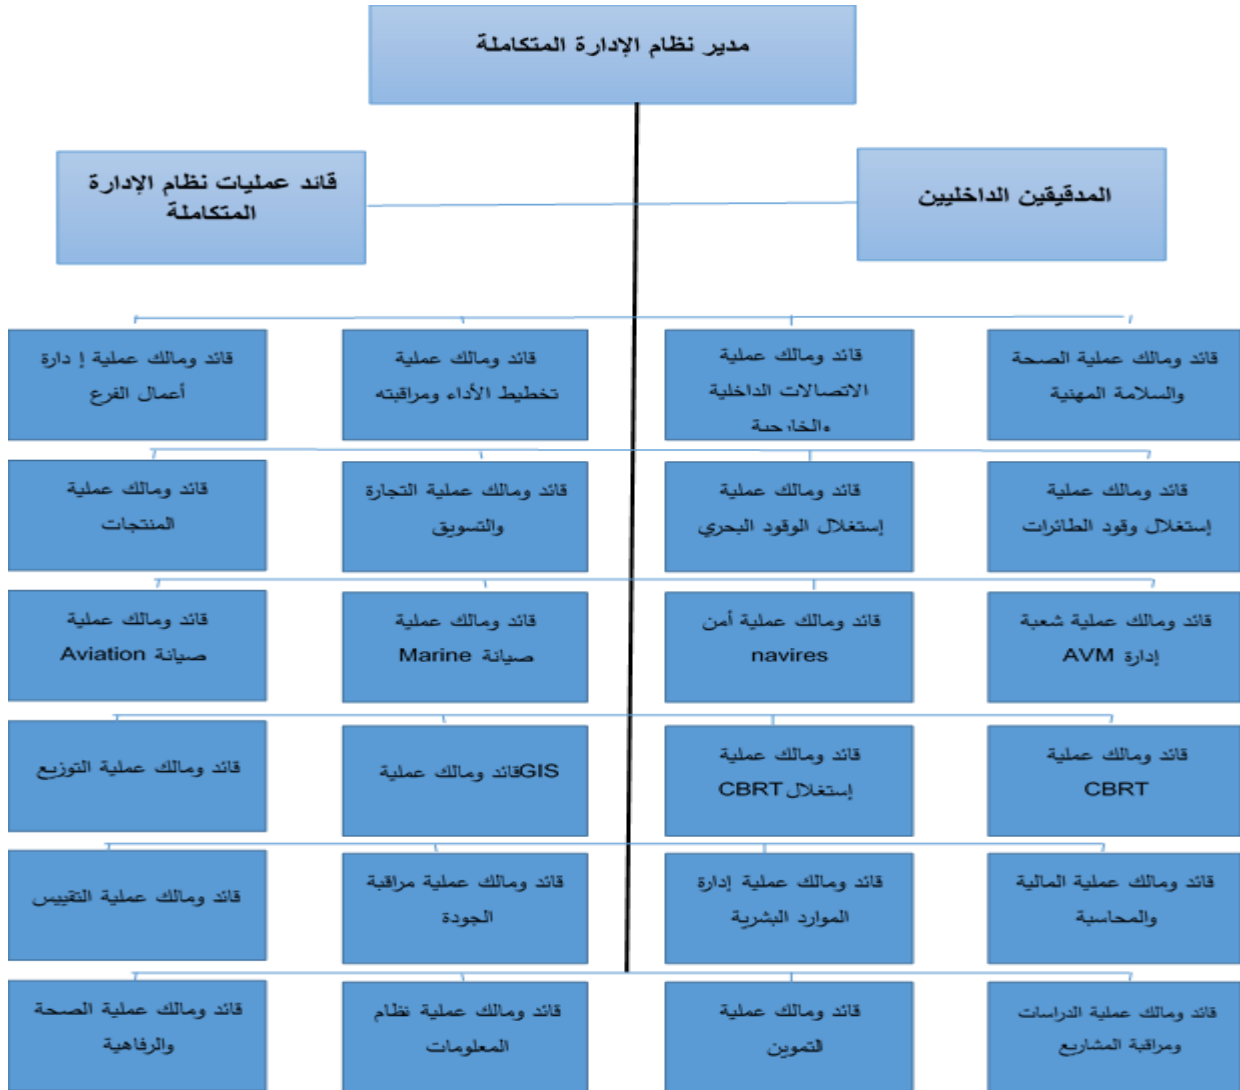 مدير نظام الإدارة المتكاملة
المدقيقين الداخليين
قائد عمليات نظام الإدارة
المتكاملة
قائد ومالك عملية الصحة
والسلامة المهنية
قائد ومالك عملية
الاتصالات الداخلية
والخارجية
قائد ومالك عملية
تخطيط الأداء ومراقبته
قائد ومالك عملية إ دارة
أعمال الفرع
قائد ومالك عملية
إستغلال وقود الطائرات
قائد ومالك عملية
إستغلال الوقود البحري
قائد ومالك عملية التجارة
والتسويق
قائد ومالك عملية
المنتجات
قائد ومالك عملية شعبة
إدارة AVM
قائد ومالك عملية أمن
navires
قائد ومالك عملية
صيانة Marine
قائد ومالك عملية
صيانة Aviation
قائد ومالك عملية
CBRT
قائد ومالك عملية
إستغلال CBRT
قائد ومالك عملية GIS
قائد ومالك عملية التوزيع
قائد ومالك عملية المالية
والمحاسبة
قائد ومالك عملية إدارة
الموارد البشرية
قائد ومالك عملية مراقبة
الجودة
قائد ومالك عملية التقييس
قائد ومالك عملية الدراسات
ومراقبة المشاريع
قائد ومالك عملية
التموين
قائد ومالك عملية نظام
المعلومات
قائد ومالك عملية الصحة
والرفاهية